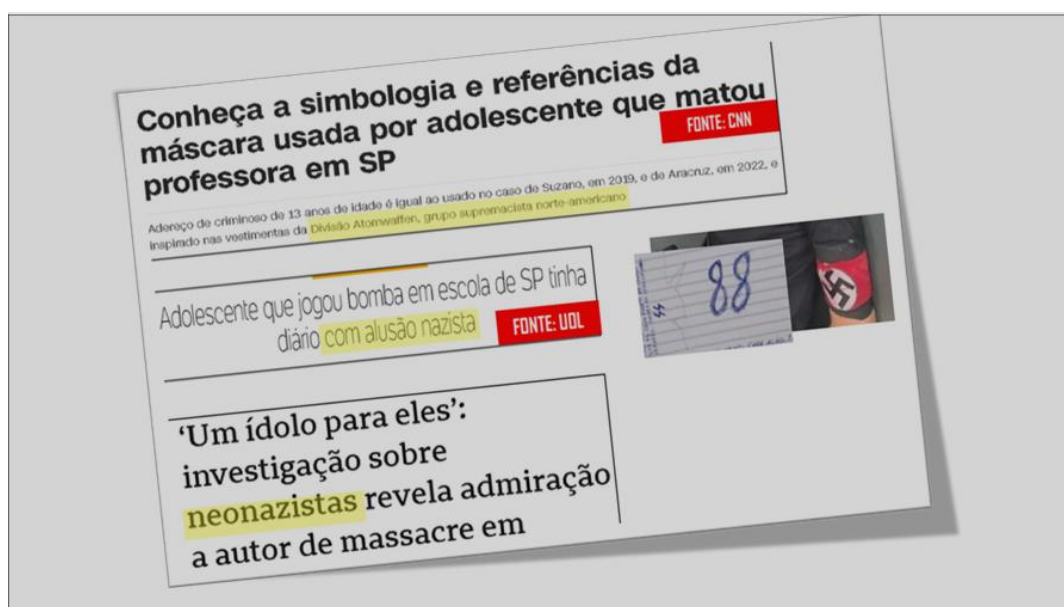 Conheça a simbologia e referências da
máscara usada por adolescente que matou
professora em SP
FONTE: CNN
Adereço de criminoso de 13 anos de idade é igual ao usado no caso de Suzano, em 2019, e de Aracruz, em 2022, e
inspirado nas vestimentas da Divisão Atomwaffen, grupo supremacista norte-americano
Adolescente que jogou bomba em escola de SP tinha
diário com alusão nazista
FONTE: UOL
88
'Um ídolo para eles':
investigação sobre
neonazistas revela admiração
a autor de massacre em